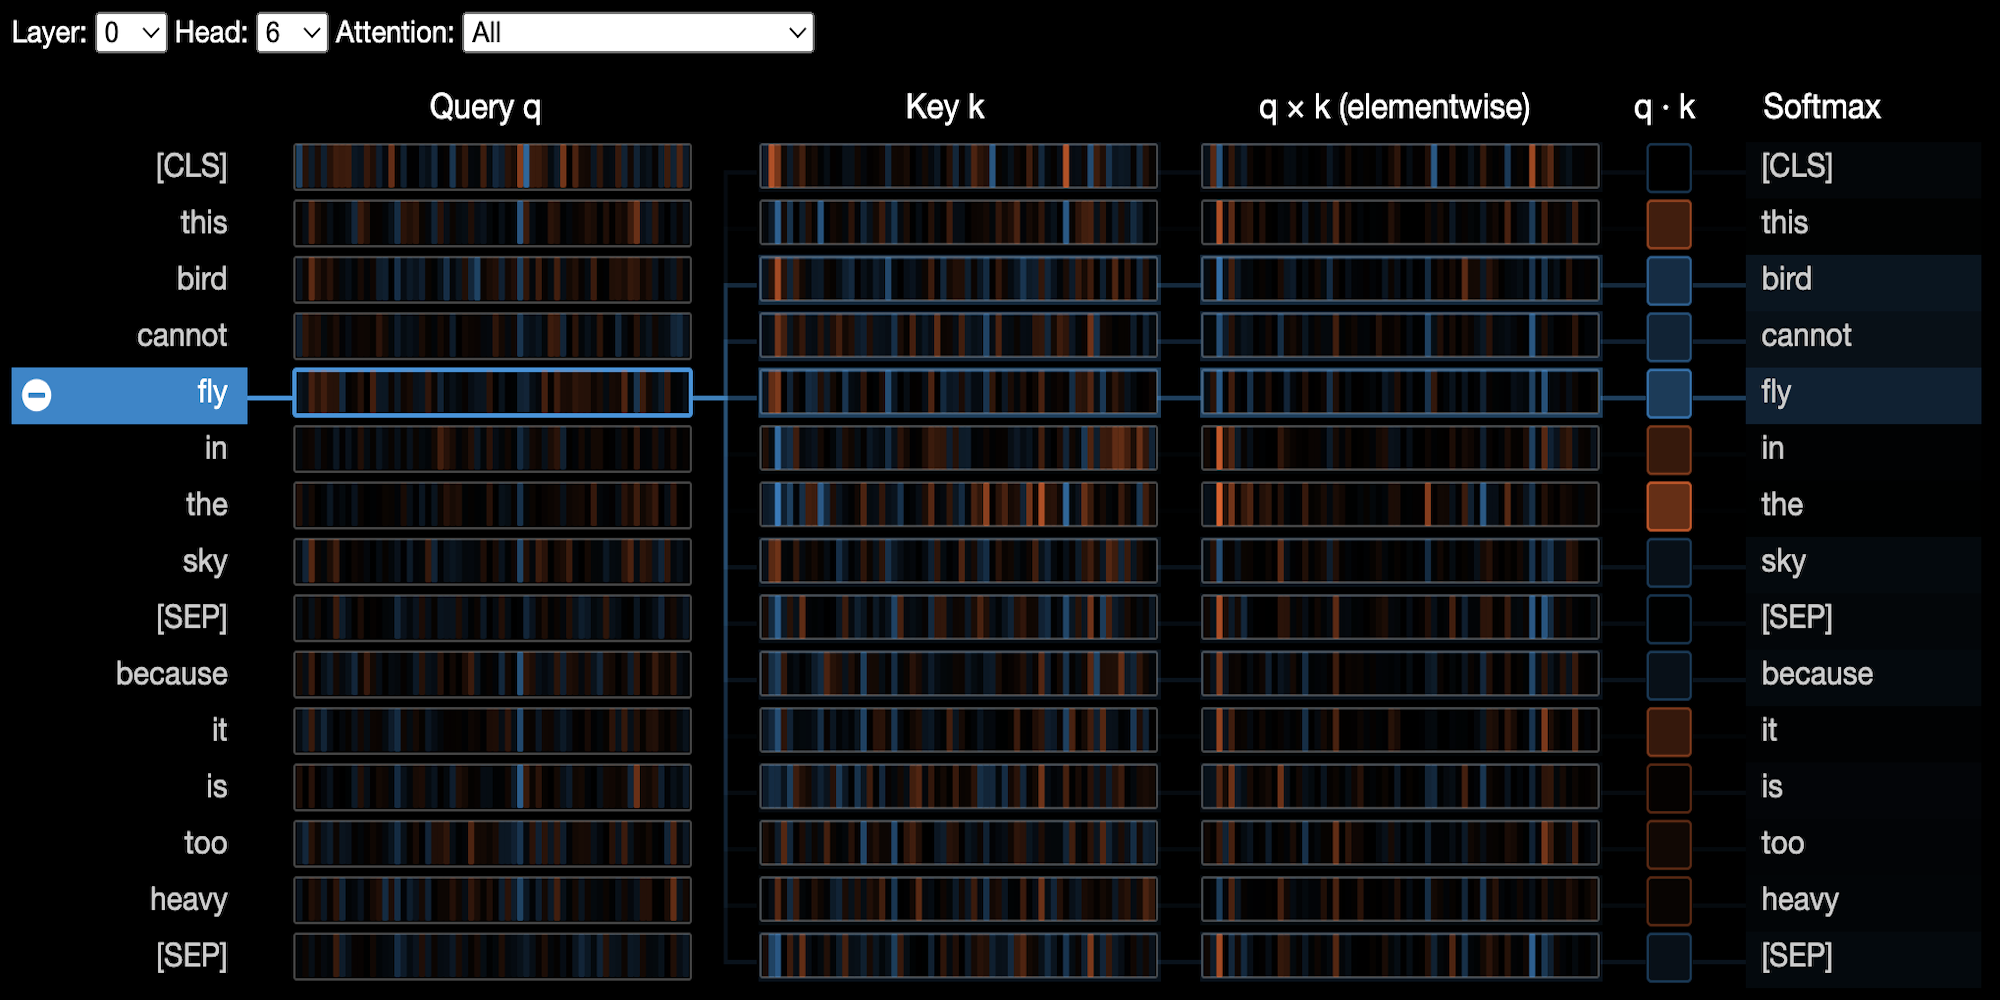 Layer: 0 Head: 6 Attention: All
Query q Key k q × k (elementwise) q · k Softmax
[CLS] [CLS]
this this
bird bird
cannot cannot
fly fly
in in
the the
sky sky
[SEP] [SEP]
because because
it it
is is
too too
heavy heavy
[SEP] [SEP]